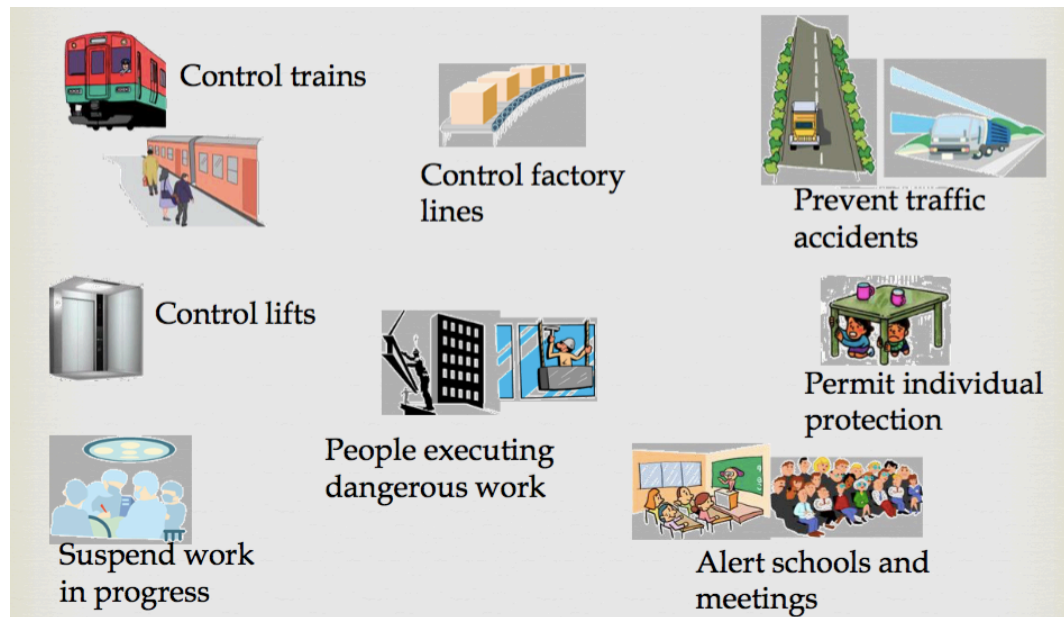 Control trains
Control factory
lines
Prevent traffic
accidents
Control lifts
People executing
dangerous work
Permit individual
protection
Suspend work
in progress
Alert schools and
meetings